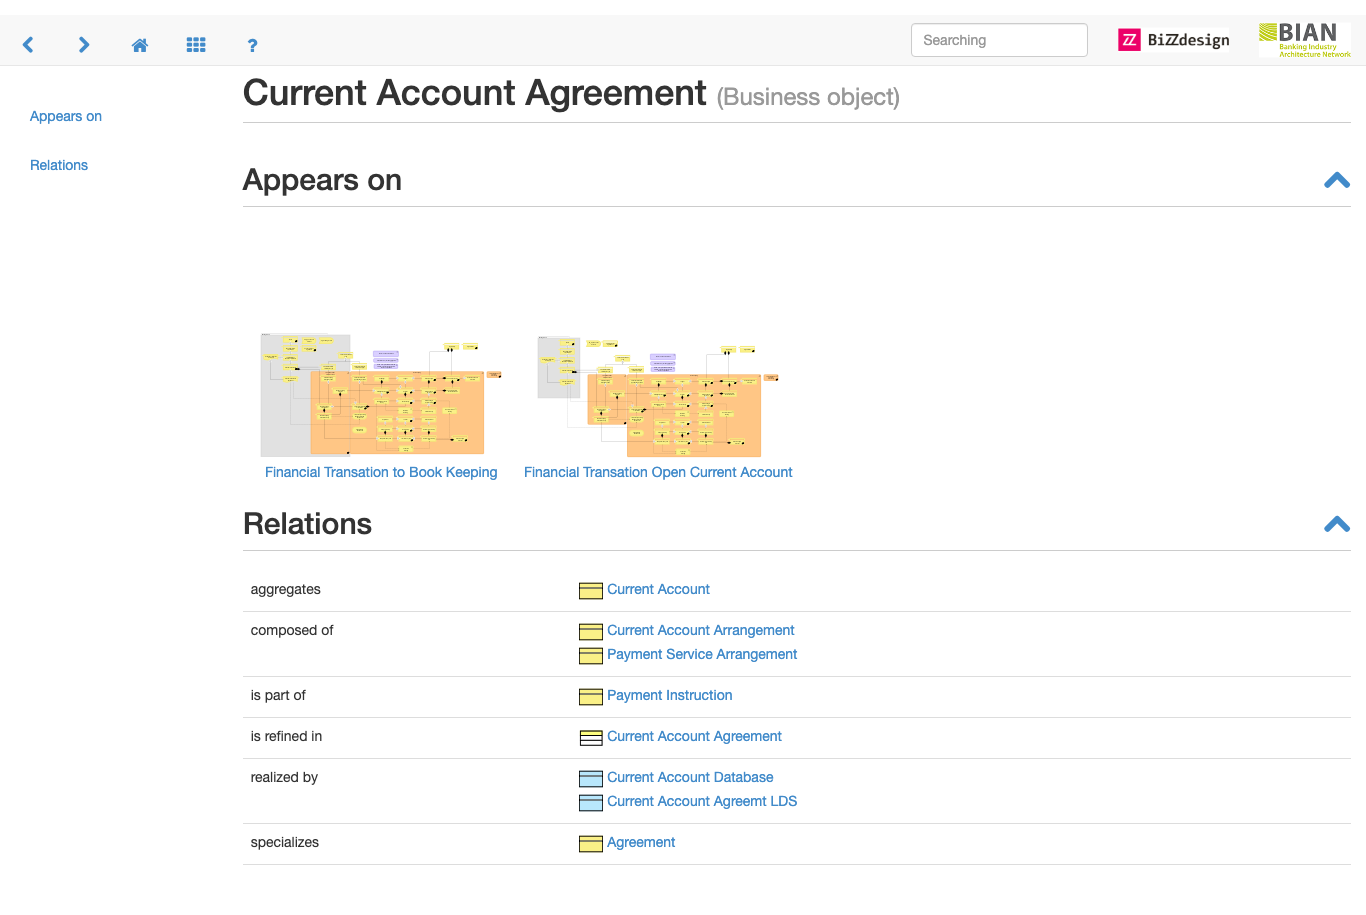 ?
Searching
BiZZdesign
BIAN
Banking Industry
Architecture Network
Current Account Agreement (Business object)
Appears on
Relations
Appears on
Financial Transation to Book Keeping
Financial Transation Open Current Account
Relations
aggregates
Current Account
composed of
Current Account Arrangement
Payment Service Arrangement
is part of
Payment Instruction
is refined in
Current Account Agreement
realized by
Current Account Database
Current Account Agreemt LDS
specializes
Agreement